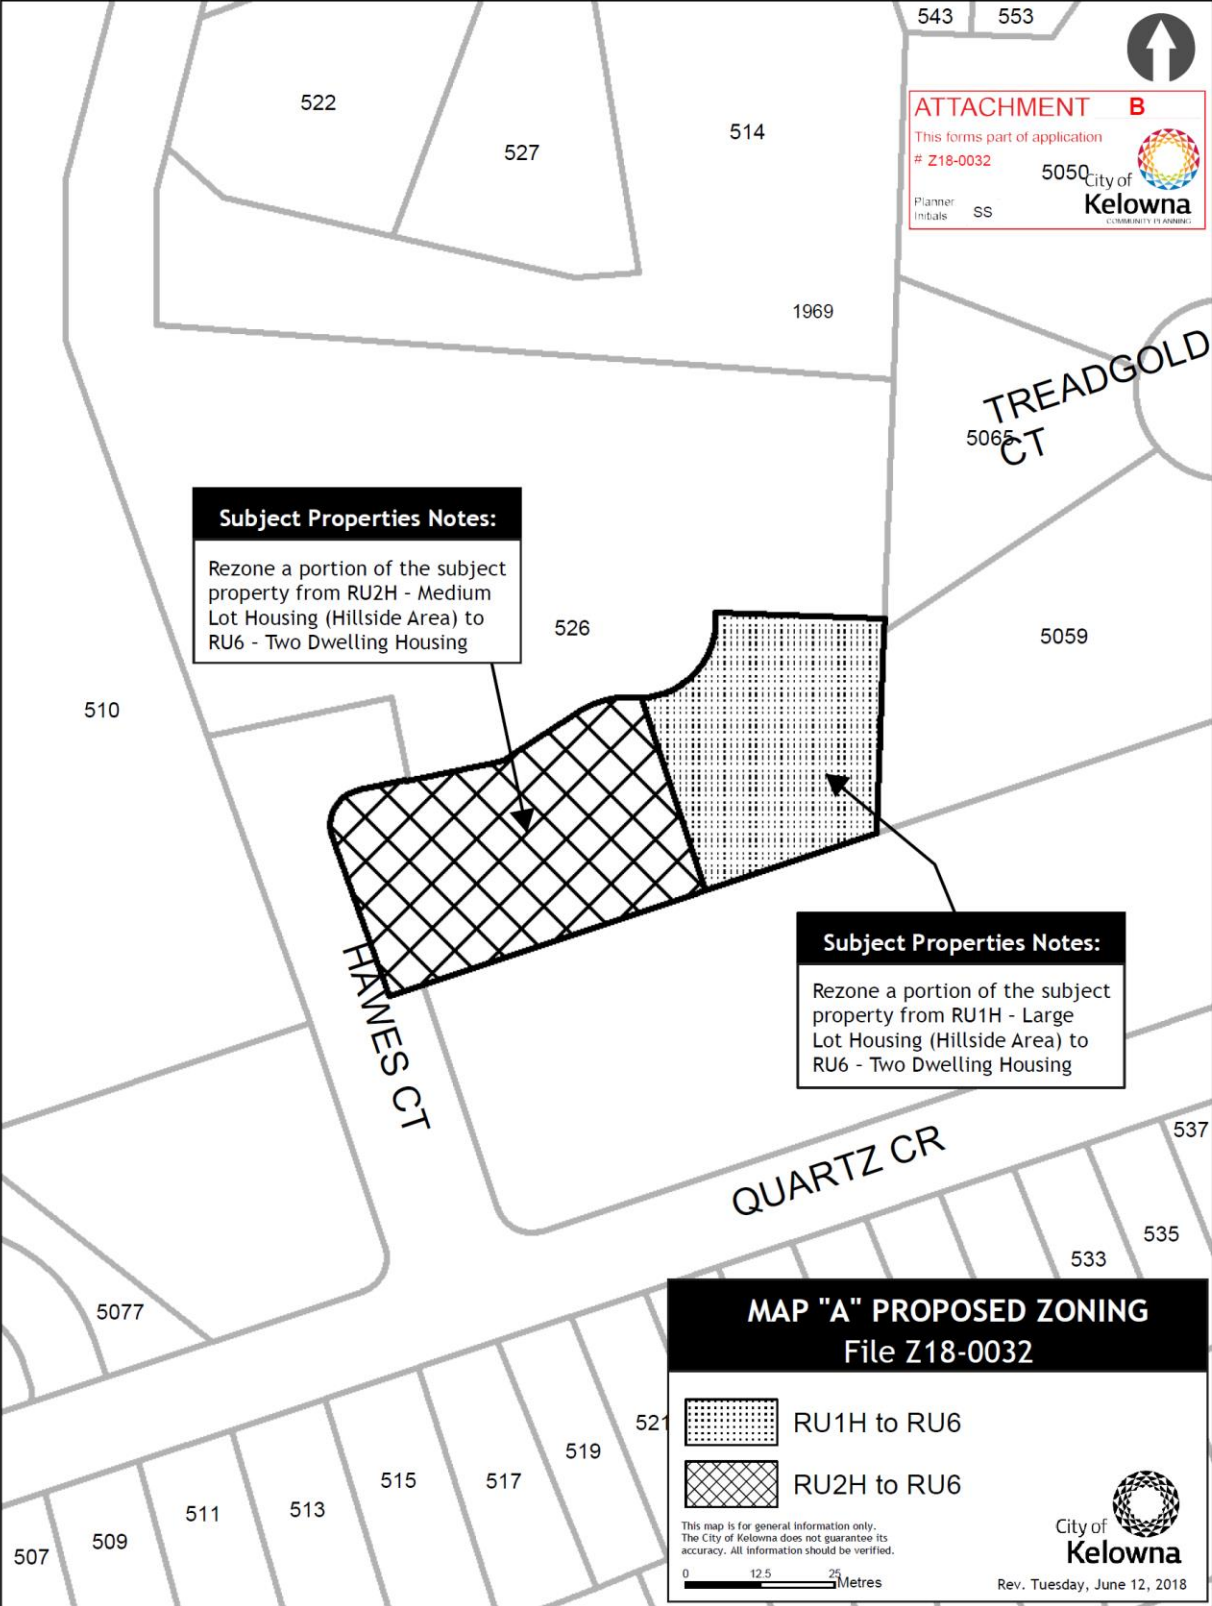 543
553
ATTACHMENT B
This forms part of application
# Z18-0032
5050
City of
Kelowna
COMMUNITY PLANNING
Planner
Initials SS
522
527
514
1969
TREADGOLD
CT
5065
Subject Properties Notes:
Rezone a portion of the subject
property from RU2H - Medium
Lot Housing (Hillside Area) to
RU6 - Two Dwelling Housing
526
5059
510
Subject Properties Notes:
Rezone a portion of the subject
property from RU1H - Large
Lot Housing (Hillside Area) to
RU6 - Two Dwelling Housing
HAWES CT
QUARTZ CR
537
535
533
5077
521
519
517
515
513
511
509
507
MAP "A" PROPOSED ZONING
File Z18-0032
RU1H to RU6
RU2H to RU6
This map is for general information only.
The City of Kelowna does not guarantee its
accuracy. All information should be verified.
0 12.5 25 Metres
City of
Kelowna
Rev. Tuesday, June 12, 2018